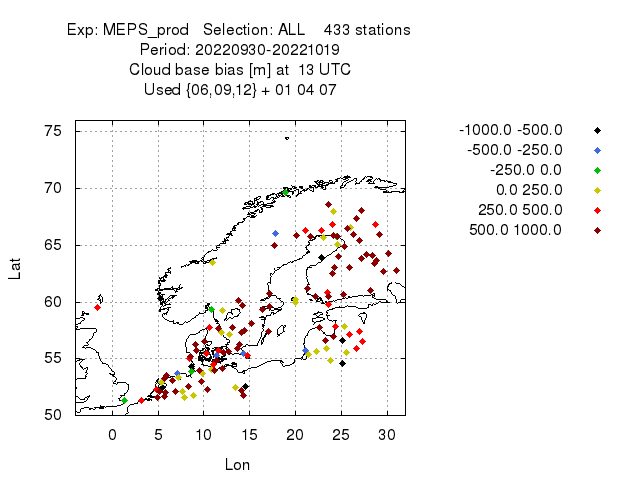 Exp: MEPS_prod   Selection: ALL    433 stations
Period: 20220930-20221019
Cloud base bias [m] at  13 UTC
Used {06,09,12} + 01 04 07
-1000.0 -500.0
-500.0 -250.0
-250.0 0.0
0.0 250.0
250.0 500.0
500.0 1000.0
75
70
65
60
55
50
Lat
0 5 10 15 20 25 30
Lon